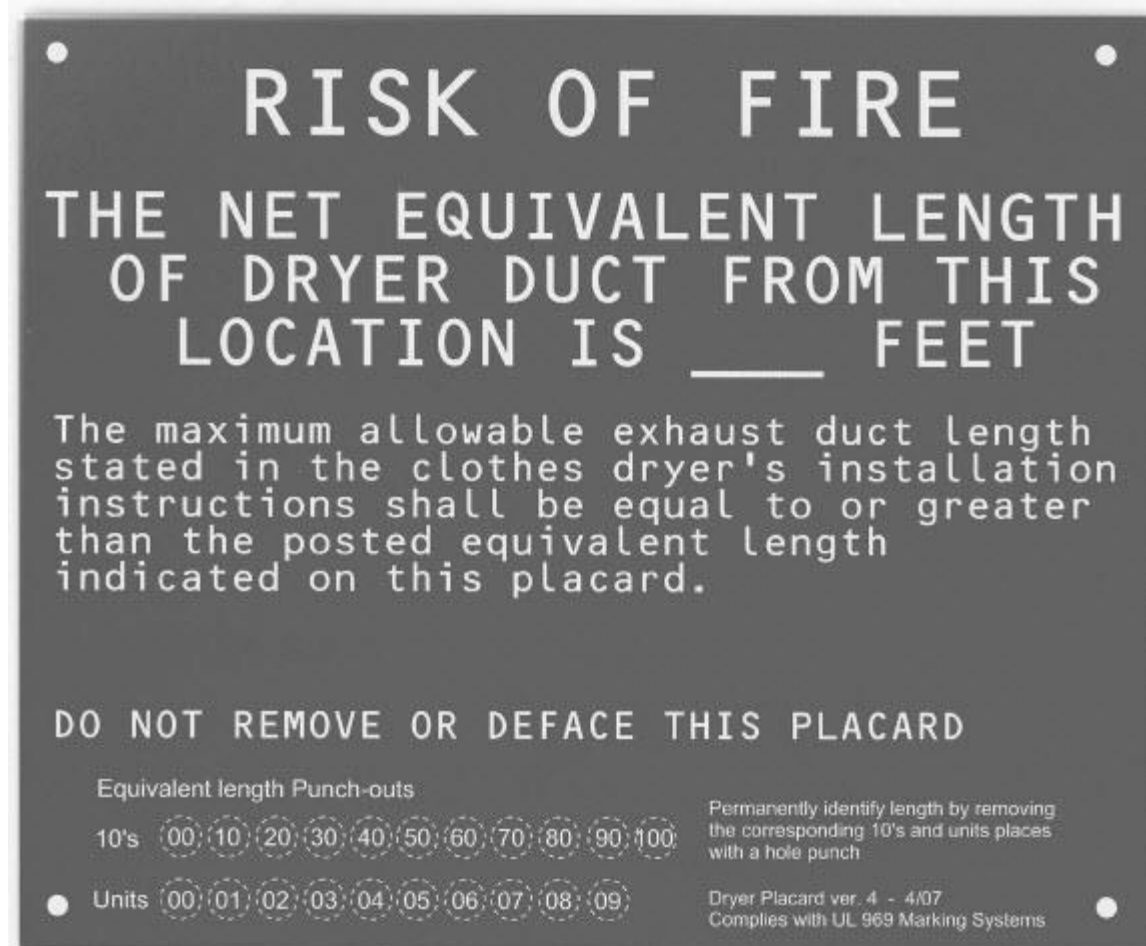 RISK OF FIRE
THE NET EQUIVALENT LENGTH
OF DRYER DUCT FROM THIS
LOCATION IS ___ FEET
The maximum allowable exhaust duct length
stated in the clothes dryer's installation
instructions shall be equal to or greater
than the posted equivalent length
indicated on this placard.
DO NOT REMOVE OR DEFACE THIS PLACARD
Equivalent length Punch-outs
10's 00 10 20 30 40 50 60 70 80 90 100
Units 00 01 02 03 04 05 06 07 08 09
Permanently identify length by removing
the corresponding 10's and units places
with a hole punch
Dryer Placard ver. 4 - 4/07
Complies with UL 969 Marking Systems